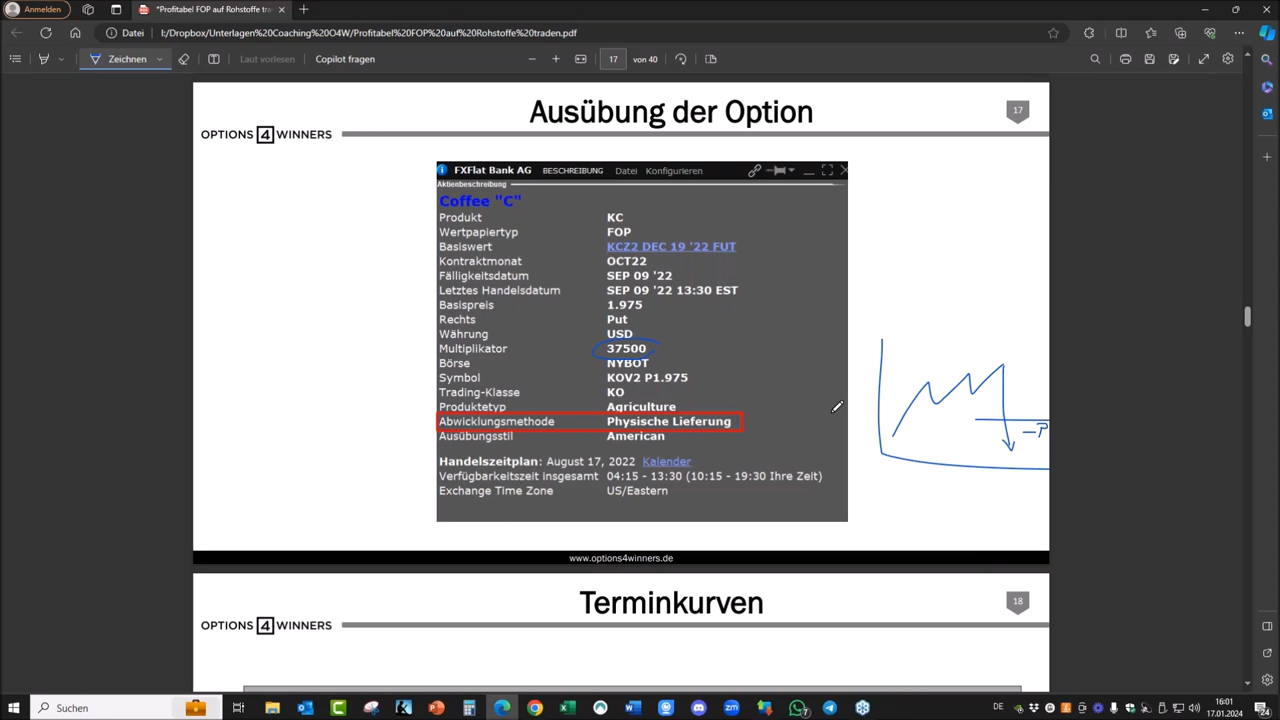 Anmelden
*Profitabel FOP auf Rohstoffe tra
Datei
I:/Dropbox/Unterlagen%20Coaching%20O4W/Profitabel%20FOP%20auf%20Rohstoffe%20traden.pdf
Zeichnen
Laut vorlesen
Copilot fragen
17
von 40
Ausübung der Option
17
OPTIONS 4 WINNERS
FXFlat Bank AG BESCHREIBUNG Datei Konfigurieren
Aktienbeschreibung
Coffee "C"
Produkt KC
Wertpapiertyp FOP
Basiswert KCZ2 DEC 19 '22 FUT
Kontraktmonat OCT22
Fälligkeitsdatum SEP 09 '22
Letztes Handelsdatum SEP 09 '22 13:30 EST
Basispreis 1.975
Rechts Put
Währung USD
Multiplikator 37500
Börse NYBOT
Symbol KOV2 P1.975
Trading-Klasse KO
Produktetyp Agriculture
Abwicklungsmethode Physische Lieferung
Ausübungsstil American
Handelszeitplan: August 17, 2022 Kalender
Verfügbarkeitszeit insgesamt 04:15 - 13:30 (10:15 - 19:30 Ihre Zeit)
Exchange Time Zone US/Eastern
-P
www.options4winners.de
Terminkurven
18
OPTIONS 4 WINNERS
Suchen
DE
16:01
17.01.2024